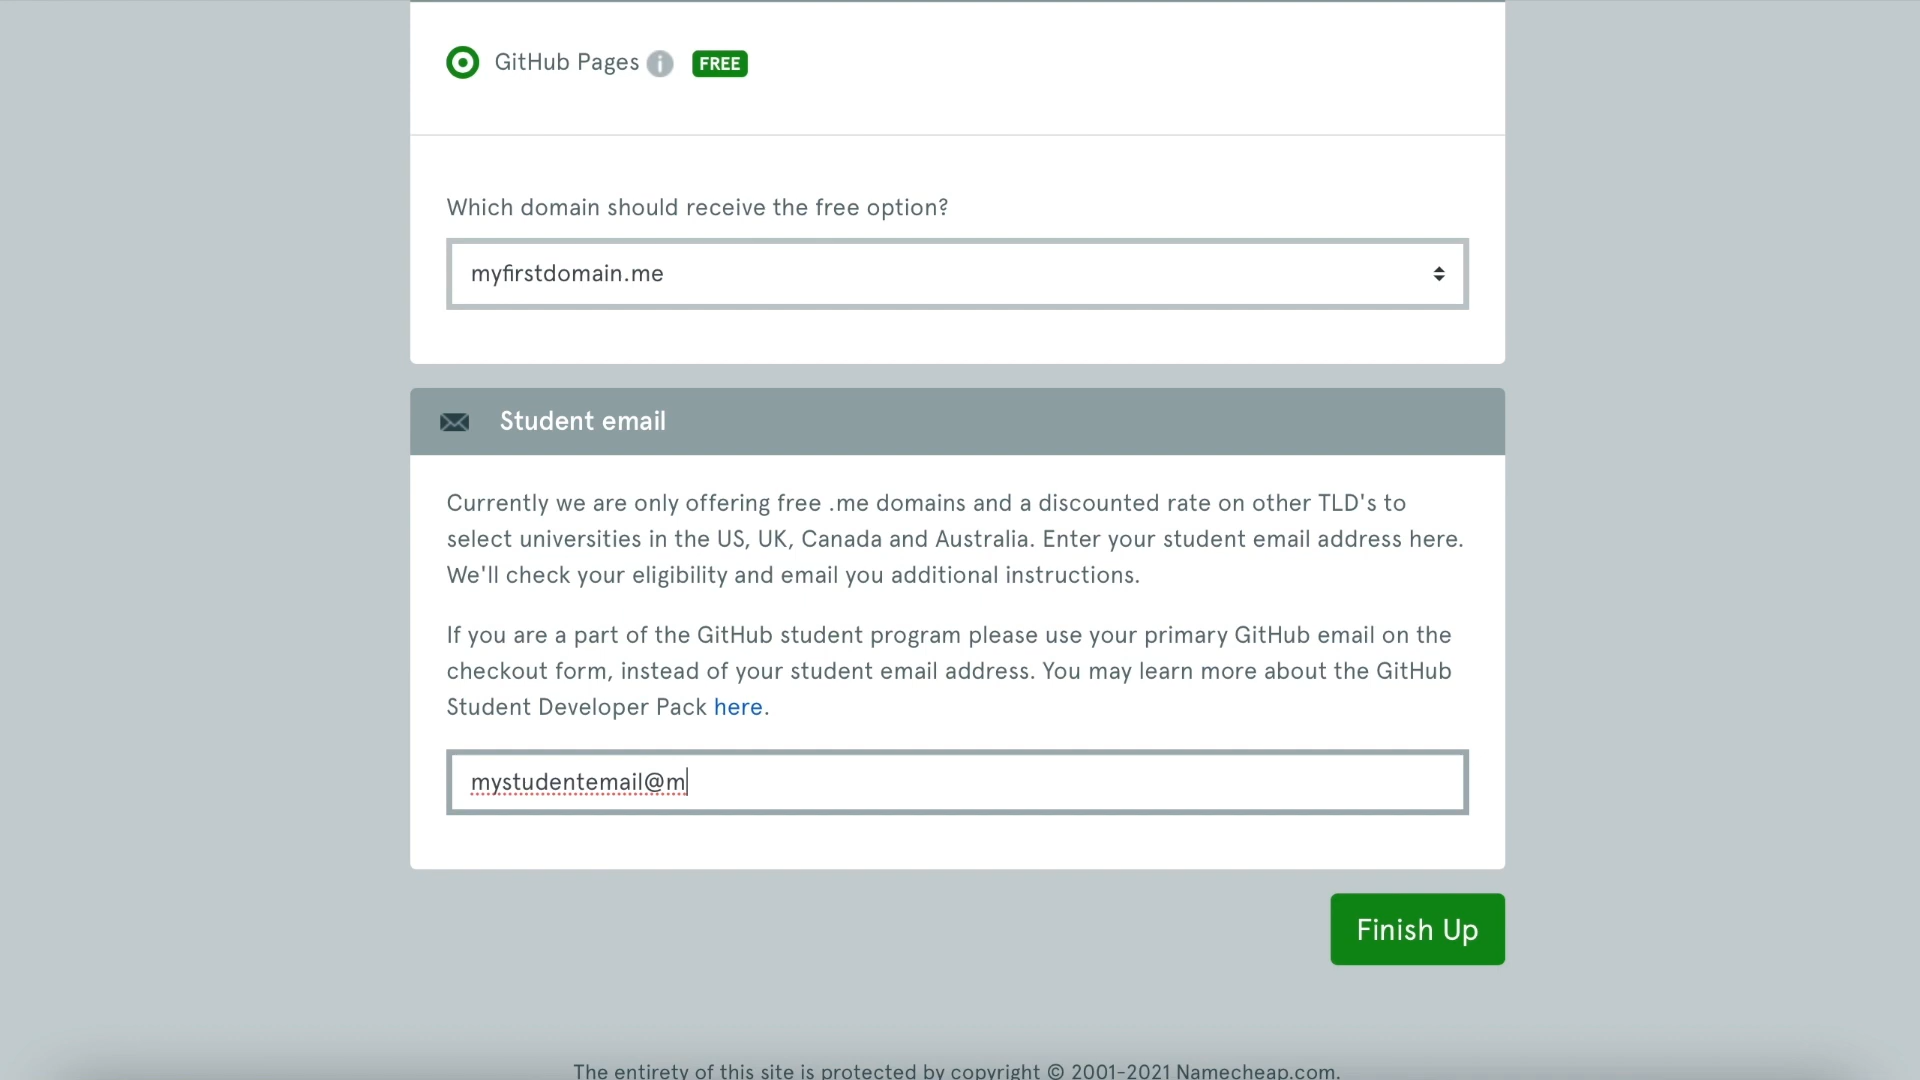 GitHub Pages i FREE
Which domain should receive the free option?
myfirstdomain.me
Student email
Currently we are only offering free .me domains and a discounted rate on other TLD's to
select universities in the US, UK, Canada and Australia. Enter your student email address here.
We'll check your eligibility and email you additional instructions.
If you are a part of the GitHub student program please use your primary GitHub email on the
checkout form, instead of your student email address. You may learn more about the GitHub
Student Developer Pack here.
mystudentemail@m
Finish Up
The entirety of this site is protected by copyright © 2001-2021 Namecheap.com.